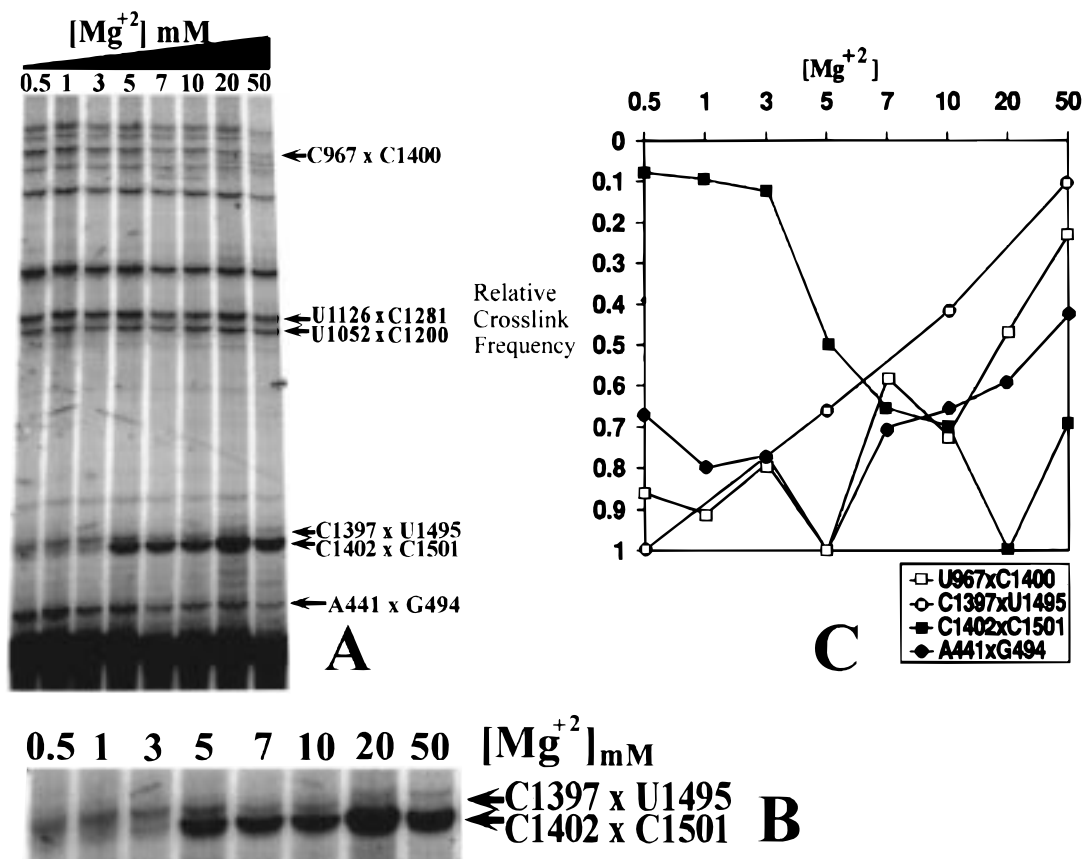 [Mg+2] mM
0.5 1 3 5 7 10 20 50
C967 x C1400
U1126 x C1281
U1052 x C1200
C1397 x U1495
C1402 x C1501
A441 x G494
A
[Mg+2]
0.5 1 3 5 7 10 20 50
0
0.1
0.2
0.3
0.4
0.5
0.6
0.7
0.8
0.9
1
Relative
Crosslink
Frequency
U967xC1400
C1397xU1495
C1402xC1501
A441xG494
C
0.5 1 3 5 7 10 20 50 [Mg+2]mM
C1397 x U1495
C1402 x C1501
B